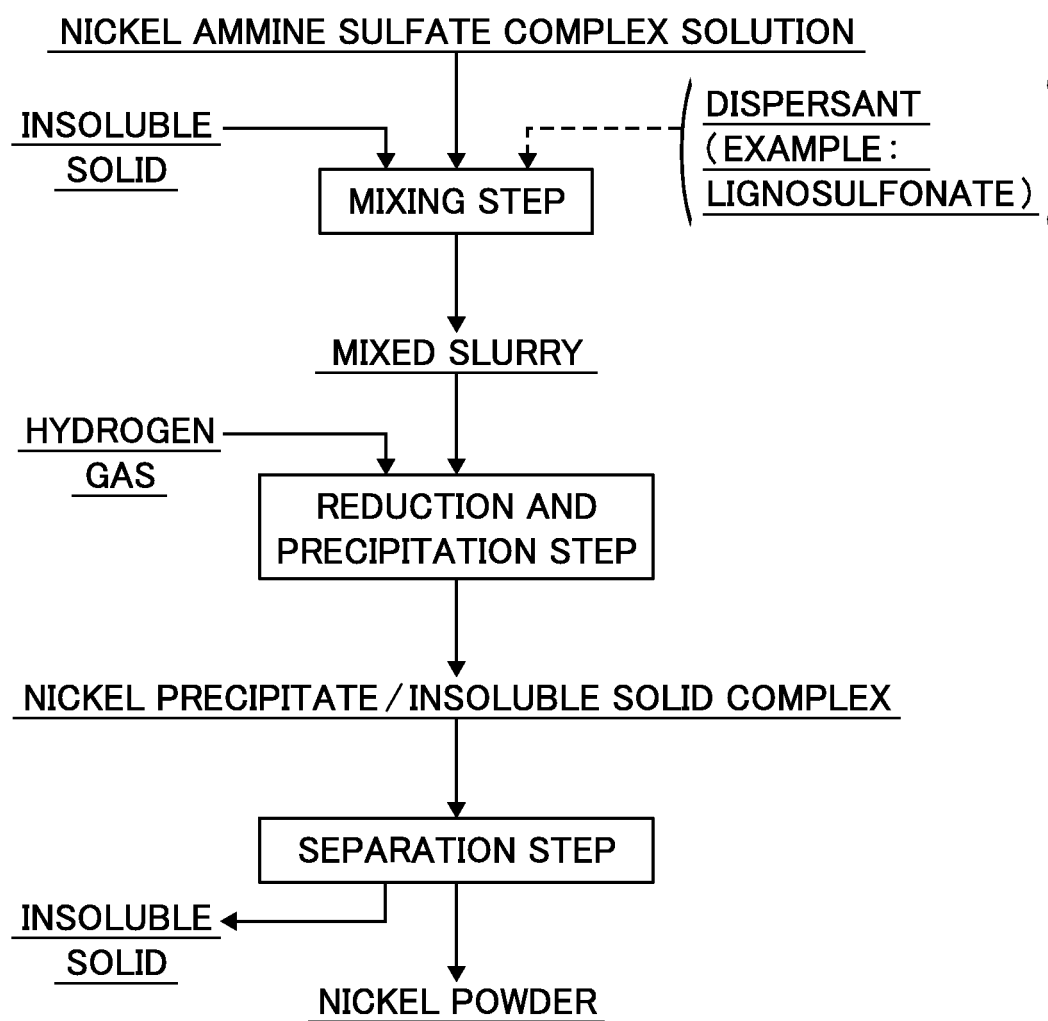 NICKEL AMMINE SULFATE COMPLEX SOLUTION
INSOLUBLE
SOLID
DISPERSANT
(EXAMPLE:
LIGNOSULFONATE)
MIXING STEP
MIXED SLURRY
HYDROGEN
GAS
REDUCTION AND
PRECIPITATION STEP
NICKEL PRECIPITATE/INSOLUBLE SOLID COMPLEX
SEPARATION STEP
INSOLUBLE
SOLID
NICKEL POWDER